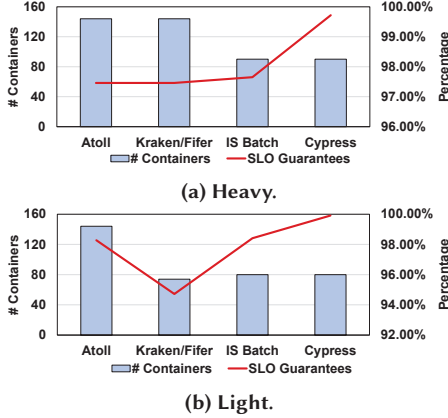 160 100.00%
120 99.00%
80 98.00%
40 97.00%
0 96.00%
# Containers
Percentage
Atoll Kraken/Fifer IS Batch Cypress
# Containers SLO Guarantees
(a) Heavy.
160 100.00%
120 98.00%
80 96.00%
40 94.00%
0 92.00%
# Containers
Percentage
Atoll Kraken/Fifer IS Batch Cypress
# Containers SLO Guarantees
(b) Light.